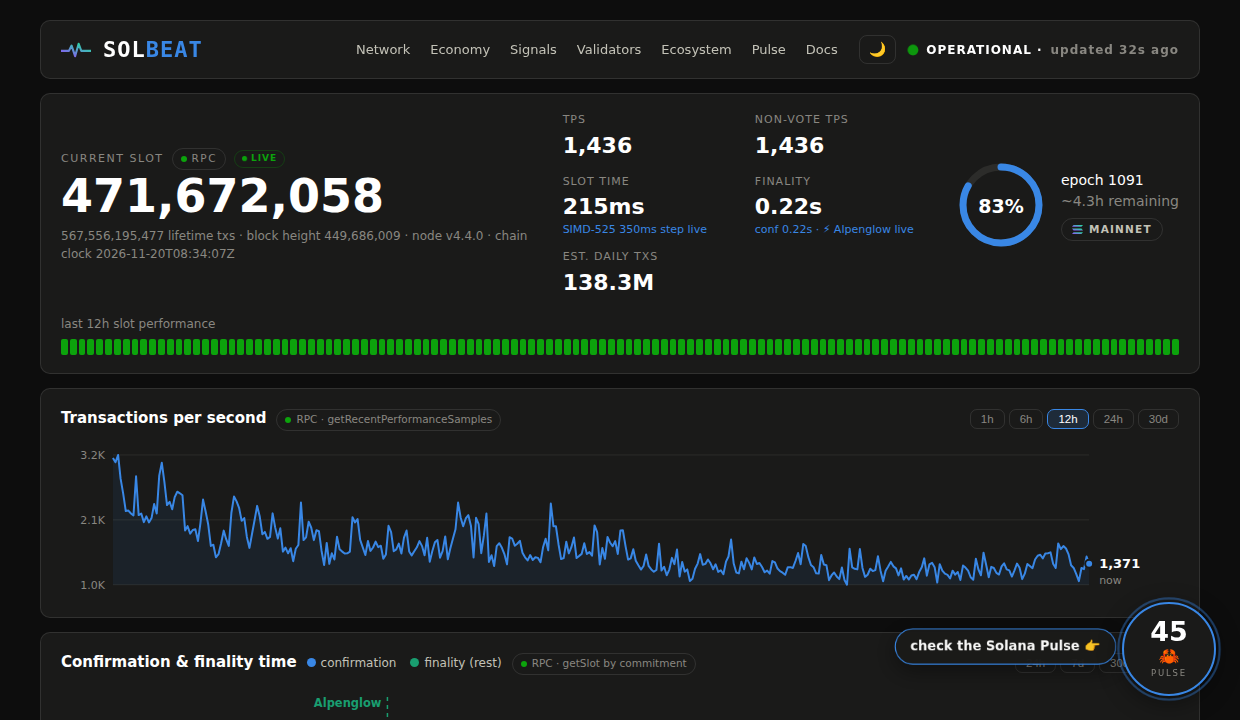 SOLBEAT
Network Economy Signals Validators Ecosystem Pulse Docs
OPERATIONAL · updated 32s ago
CURRENT SLOT RPC LIVE
471,672,058
567,556,195,477 lifetime txs · block height 449,686,009 · node v4.4.0 · chain
clock 2026-11-20T08:34:07Z
TPS
1,436
NON-VOTE TPS
1,436
SLOT TIME
215ms
SIMD-525 350ms step live
FINALITY
0.22s
conf 0.22s · ⚡ Alpenglow live
EST. DAILY TXS
138.3M
83%
epoch 1091
~4.3h remaining
MAINNET
last 12h slot performance
Transactions per second RPC · getRecentPerformanceSamples
1h 6h 12h 24h 30d
3.2K
2.1K
1.0K
1,371
now
Confirmation & finality time confirmation finality (rest) RPC · getSlot by commitment
check the Solana Pulse 👉
45
PULSE
Alpenglow